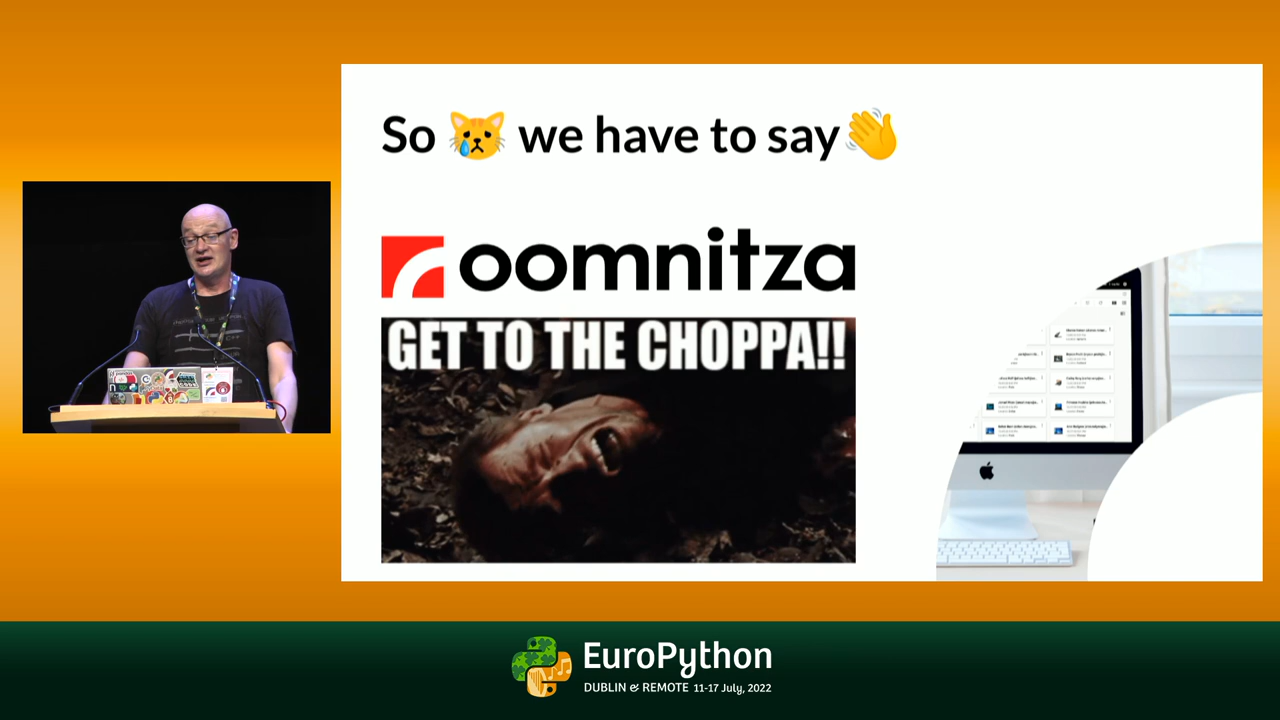 So 😿 we have to say 👋
oomnitza
GET TO THE CHOPPA!!
EuroPython
DUBLIN & REMOTE 11-17 July, 2022